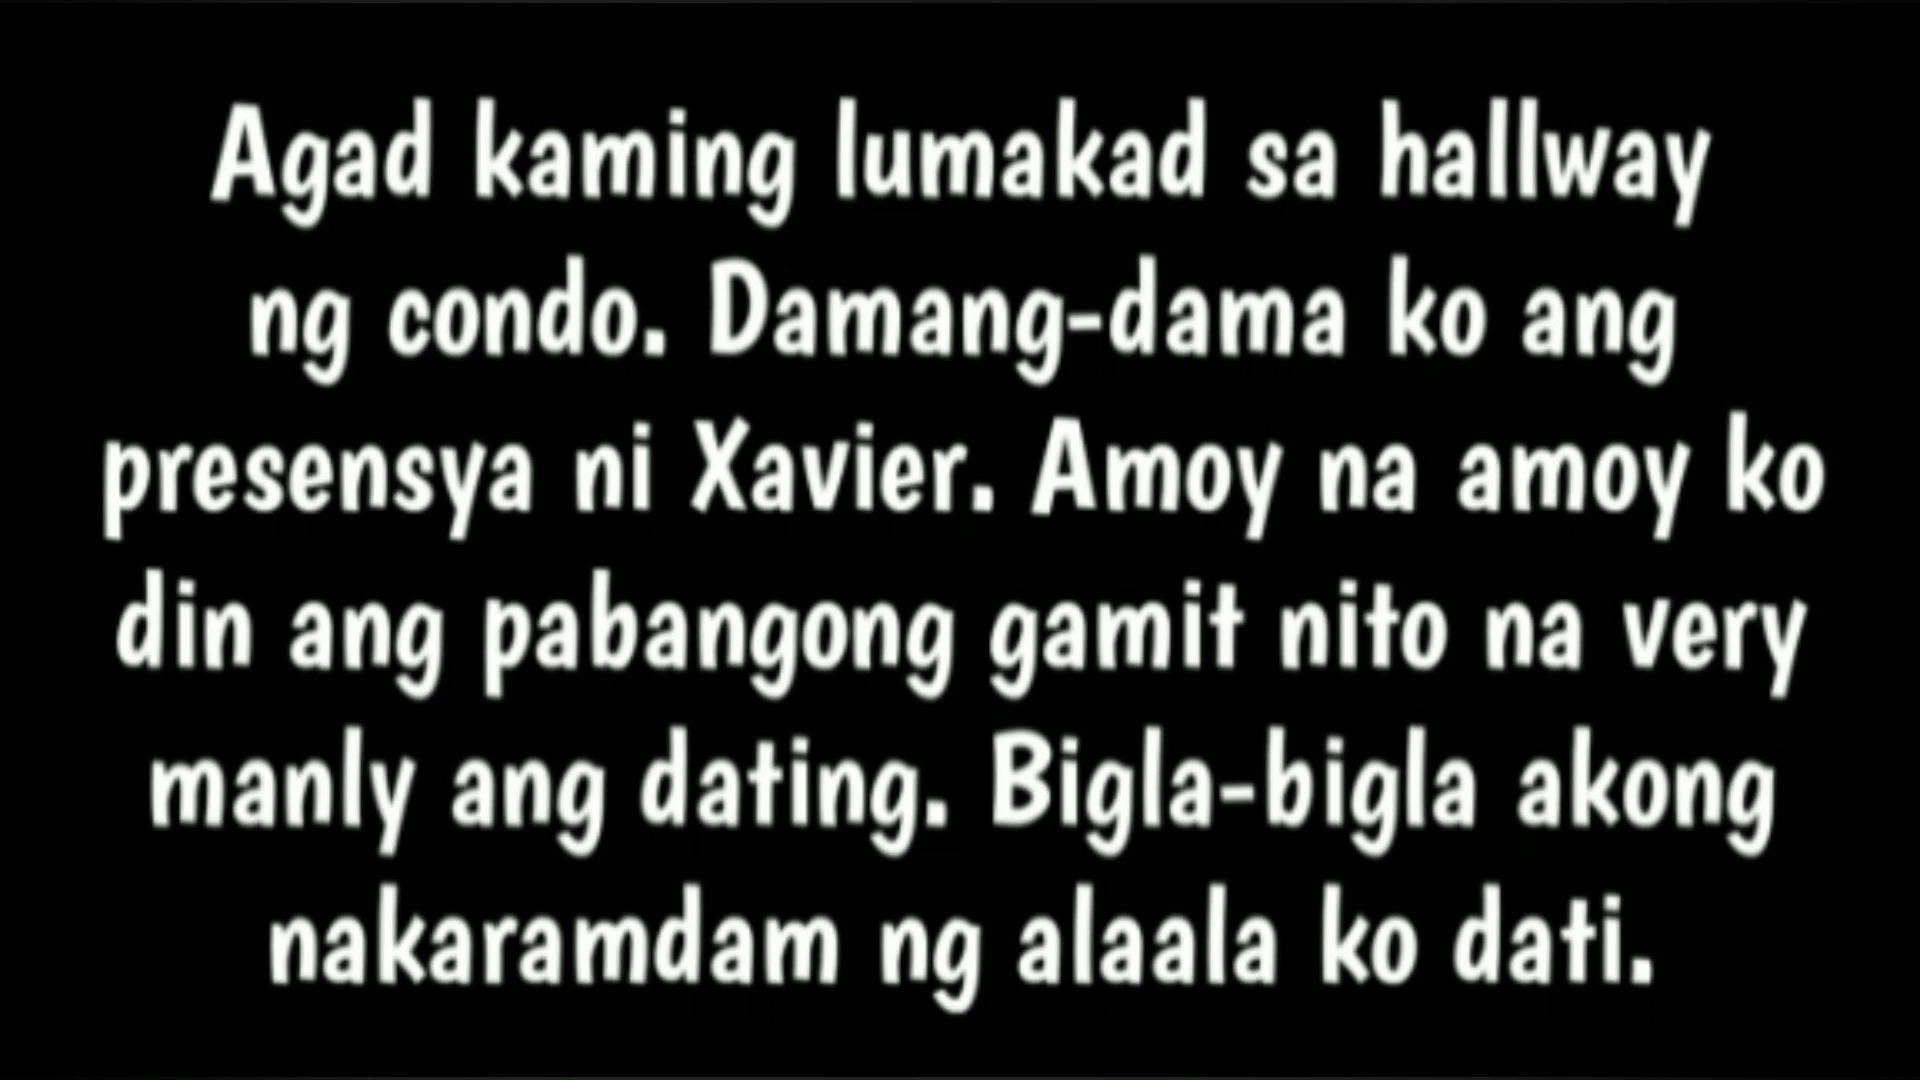 Agad kaming lumakad sa hallway
ng condo. Damang-dama ko ang
presensya ni Xavier. Amoy na amoy ko
din ang pabangong gamit nito na very
manly ang dating. Bigla-bigla akong
nakaramdam ng alaala ko dati.